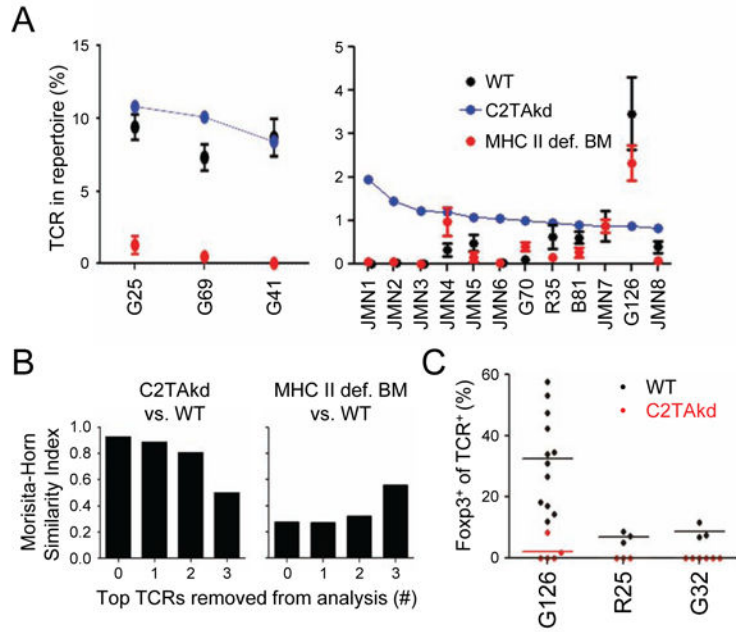 A
TCR in repertoire (%)
15
10
5
0
G25
G69
G41
5
4
3
2
1
0
WT
C2TAkd
MHC II def. BM
JMN1
JMN2
JMN3
JMN4
JMN5
JMN6
G70
R35
B81
JMN7
G126
JMN8
B
C2TAkd
vs. WT
MHC II def. BM
vs. WT
Morisita-Horn
Similarity Index
1.0
0.8
0.6
0.4
0.2
0
0 1 2 3
0 1 2 3
Top TCRs removed from analysis (#)
C
Foxp3+ of TCR+ (%)
60
40
20
0
WT
C2TAkd
G126
R25
G32